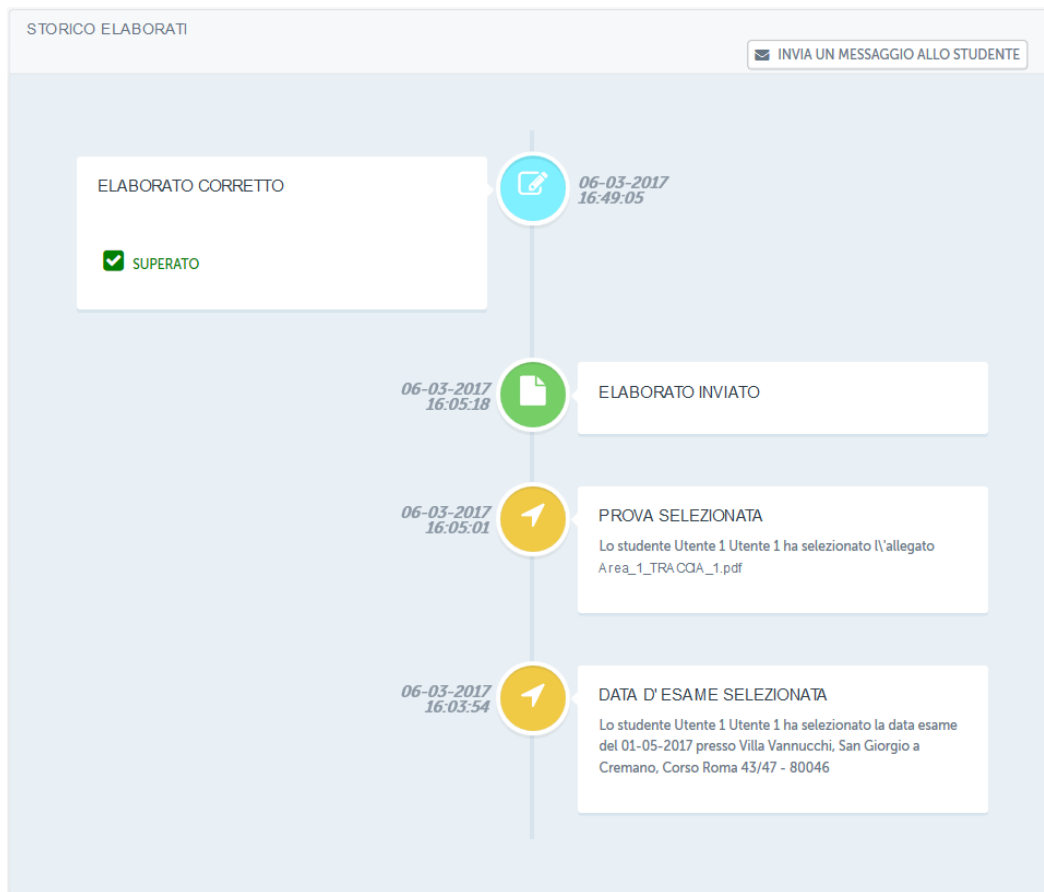 STORICO ELABORATI
INVIA UN MESSAGGIO ALLO STUDENTE
ELABORATO CORRETTO
06-03-2017
16:49:05
SUPERATO
06-03-2017
16:05:18
ELABORATO INVIATO
06-03-2017
16:05:01
PROVA SELEZIONATA
Lo studente Utente 1 Utente 1 ha selezionato l\'allegato
Area_1_TRACCIA_1.pdf
06-03-2017
16:03:54
DATA D' ESAME SELEZIONATA
Lo studente Utente 1 Utente 1 ha selezionato la data esame
del 01-05-2017 presso Villa Vannucchi, San Giorgio a
Cremano, Corso Roma 43/47 - 80046